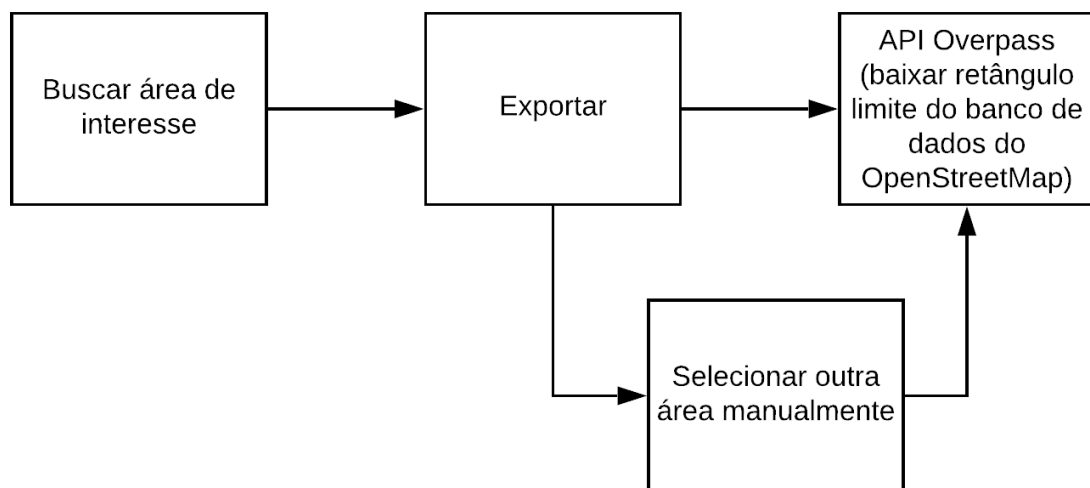 Buscar área de
interesse
Exportar
API Overpass
(baixar retângulo
limite do banco de
dados do
OpenStreetMap)
Selecionar outra
área manualmente